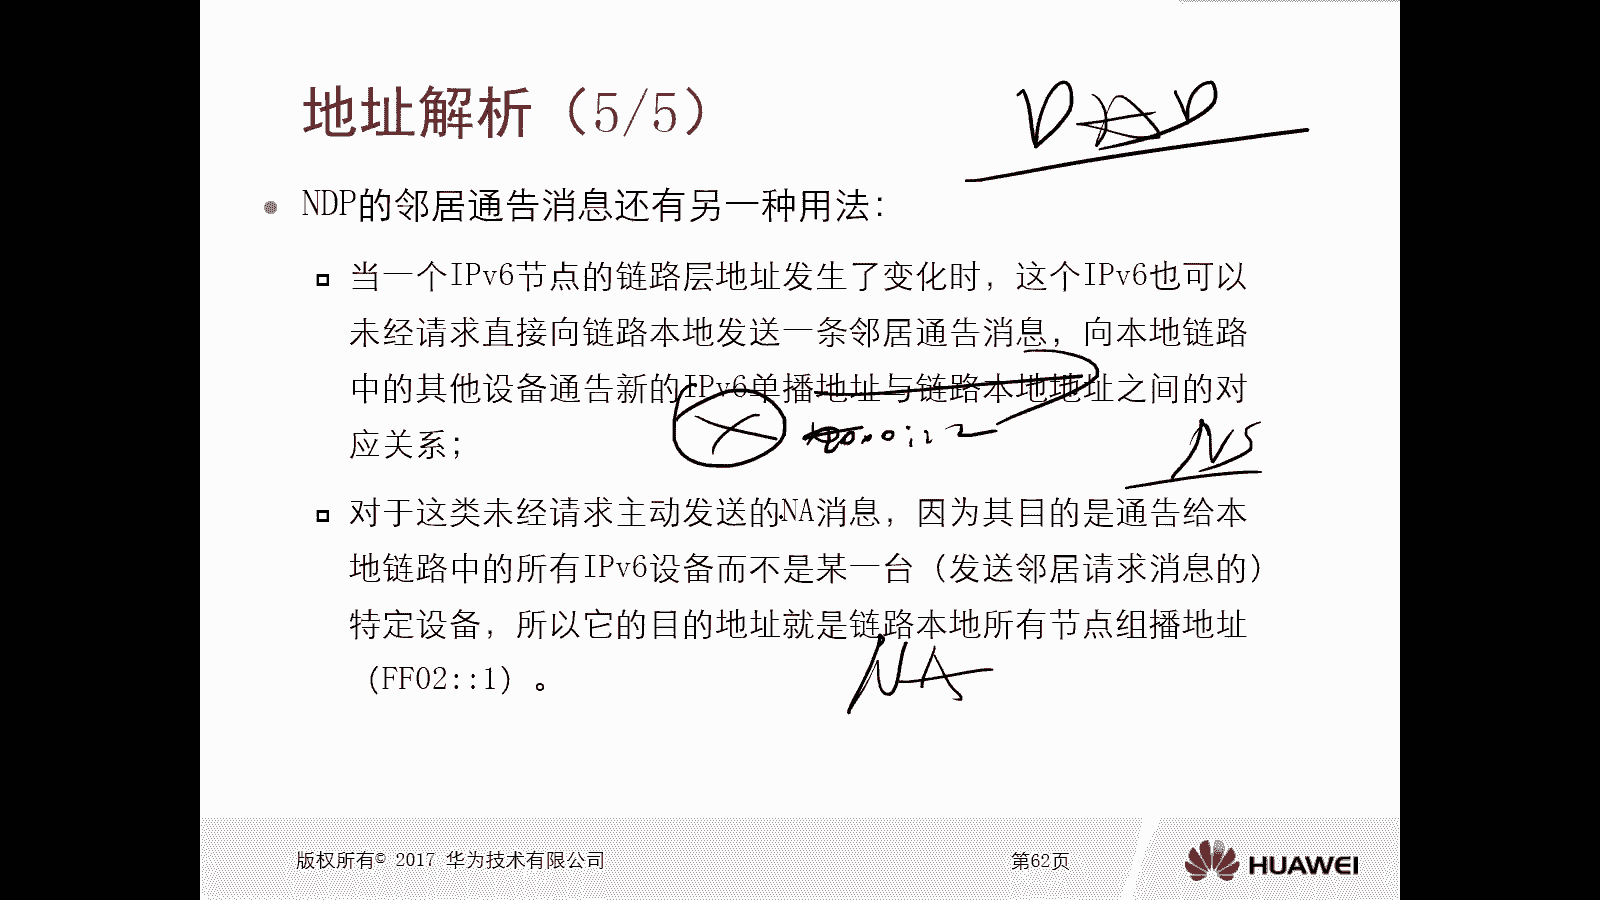 地址解析（5/5）
DAD
NDP的邻居通告消息还有另一种用法：
当一个IPv6节点的链路层地址发生了变化时，这个IPv6也可以
未经请求直接向链路本地发送一条邻居通告消息，向本地链路
中的其他设备通告新的IPv6单播地址与链路本地地址之间的对
应关系；
NS
对于这类未经请求主动发送的NA消息，因为其目的是通告给本
地链路中的所有IPv6设备而不是某一台（发送邻居请求消息的）
特定设备，所以它的目的地址就是链路本地所有节点组播地址
（FF02::1）。
NA
版权所有© 2017 华为技术有限公司
第62页
HUAWEI